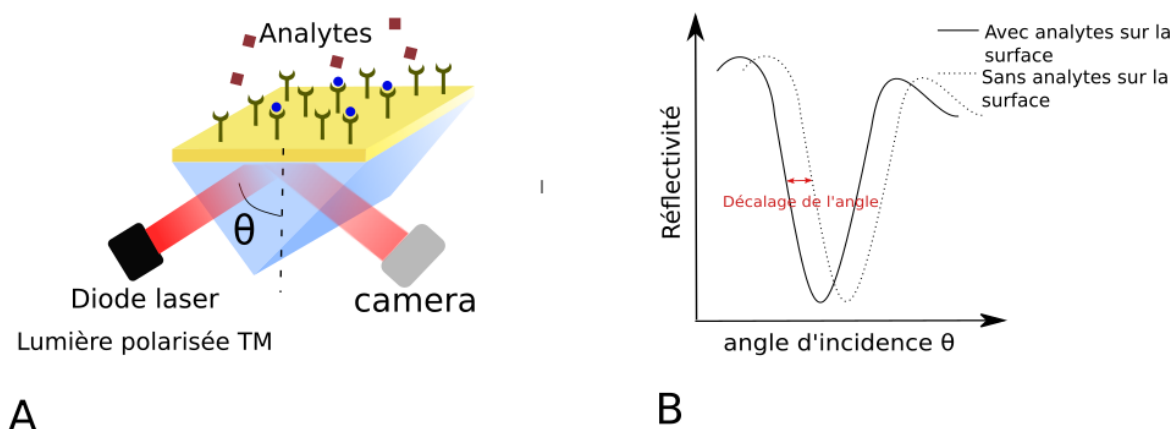 Analytes
θ
Diode laser
camera
Lumière polarisée TM
A
Avec analytes sur la
surface
Sans analytes sur la
surface
Décalage de l'angle
Réflectivité
angle d'incidence θ
B